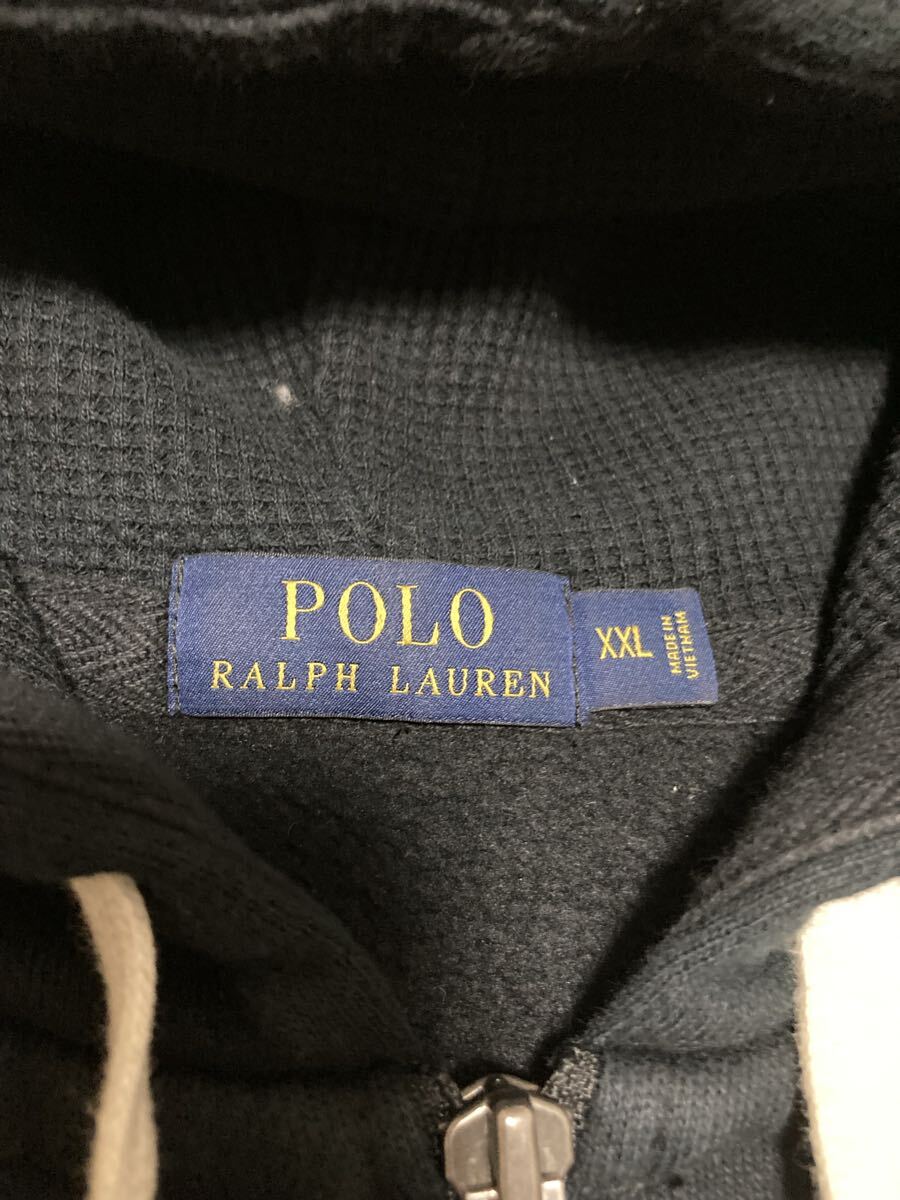 POLO
RALPH LAUREN
XXL
MADE IN
VIETNAM